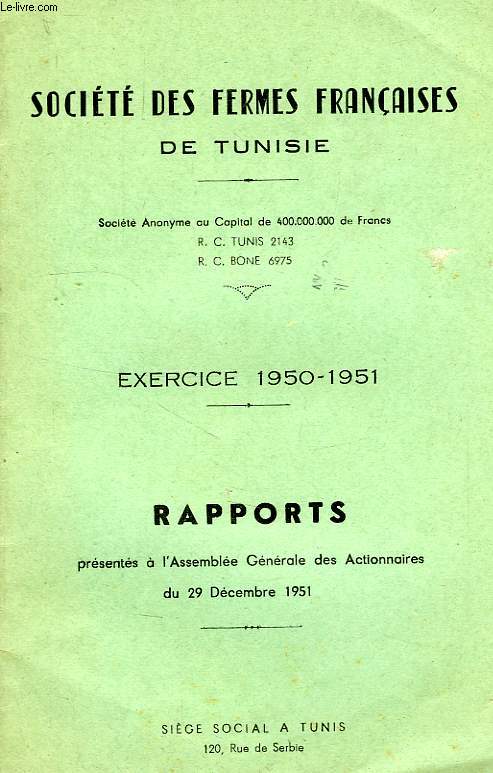 Le-livre.com
SOCIÉTÉ DES FERMES FRANÇAISES
DE TUNISIE
Société Anonyme au Capital de 400.000.000 de Francs
R. C. TUNIS 2143
R. C. BONE 6975
EXERCICE 1950-1951
RAPPORTS
présentés à l'Assemblée Générale des Actionnaires
du 29 Décembre 1951
SIÈGE SOCIAL A TUNIS
120, Rue de Serbie